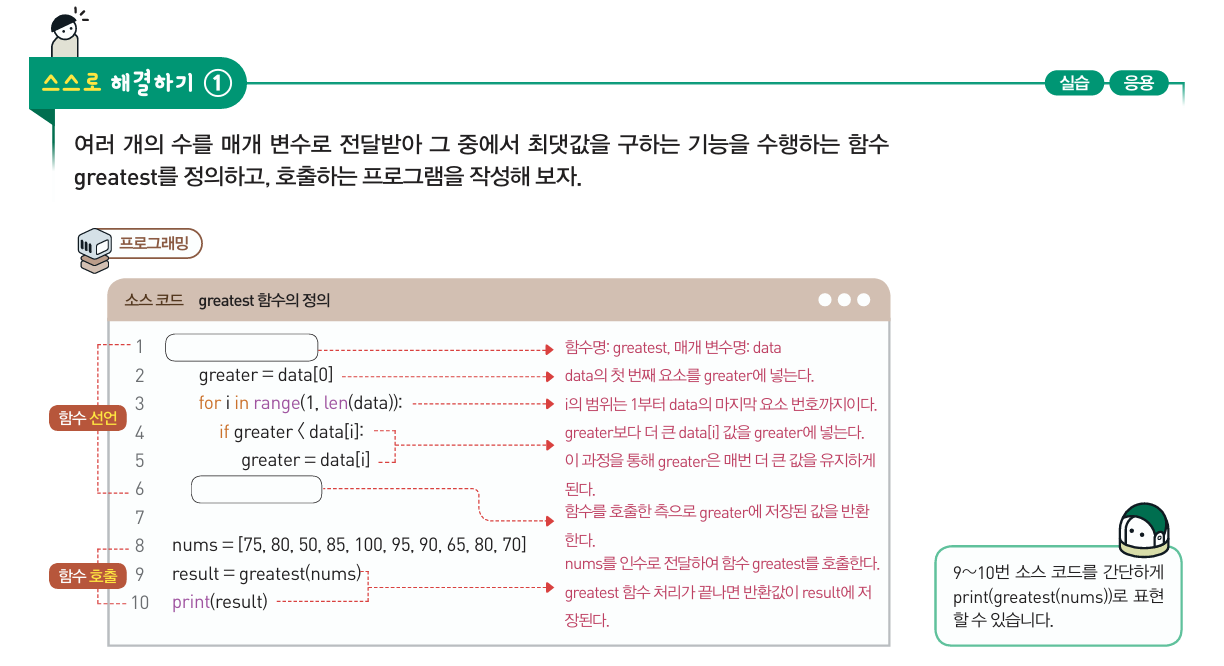 스스로 해결하기 ①
실습 응용
여러 개의 수를 매개 변수로 전달받아 그 중에서 최댓값을 구하는 기능을 수행하는 함수
greatest를 정의하고, 호출하는 프로그램을 작성해 보자.
프로그래밍
소스 코드 greatest 함수의 정의
함수 선언
함수 호출
1
2 greater = data[0]
3 for i in range(1, len(data)):
4 if greater < data[i]:
5 greater = data[i]
6
7
8 nums = [75, 80, 50, 85, 100, 95, 90, 65, 80, 70]
9 result = greatest(nums)
10 print(result)
함수명: greatest, 매개 변수명: data
data의 첫 번째 요소를 greater에 넣는다.
i의 범위는 1부터 data의 마지막 요소 번호까지이다.
greater보다 더 큰 data[i] 값을 greater에 넣는다.
이 과정을 통해 greater은 매번 더 큰 값을 유지하게
된다.
함수를 호출한 측으로 greater에 저장된 값을 반환
한다.
nums를 인수로 전달하여 함수 greatest를 호출한다.
greatest 함수 처리가 끝나면 반환값이 result에 저
장된다.
9~10번 소스 코드를 간단하게
print(greatest(nums))로 표현
할 수 있습니다.